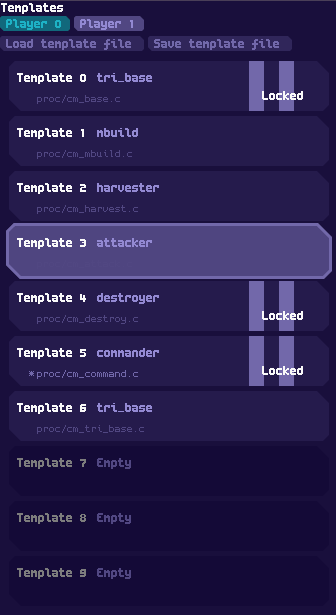 Templates
Player 0 Player 1
Load template file Save template file
Template 0 tri_base
Locked
proc/cm_base.c
Template 1 mbuild
proc/cm_mbuild.c
Template 2 harvester
proc/cm_harvest.c
Template 3 attacker
Template 4 destroyer
Locked
proc/cm_destroy.c
Template 5 commander
Locked
*proc/cm_command.c
Template 6 tri_base
proc/cm_tri_base.c
Template 7 Empty
Template 8 Empty
Template 9 Empty